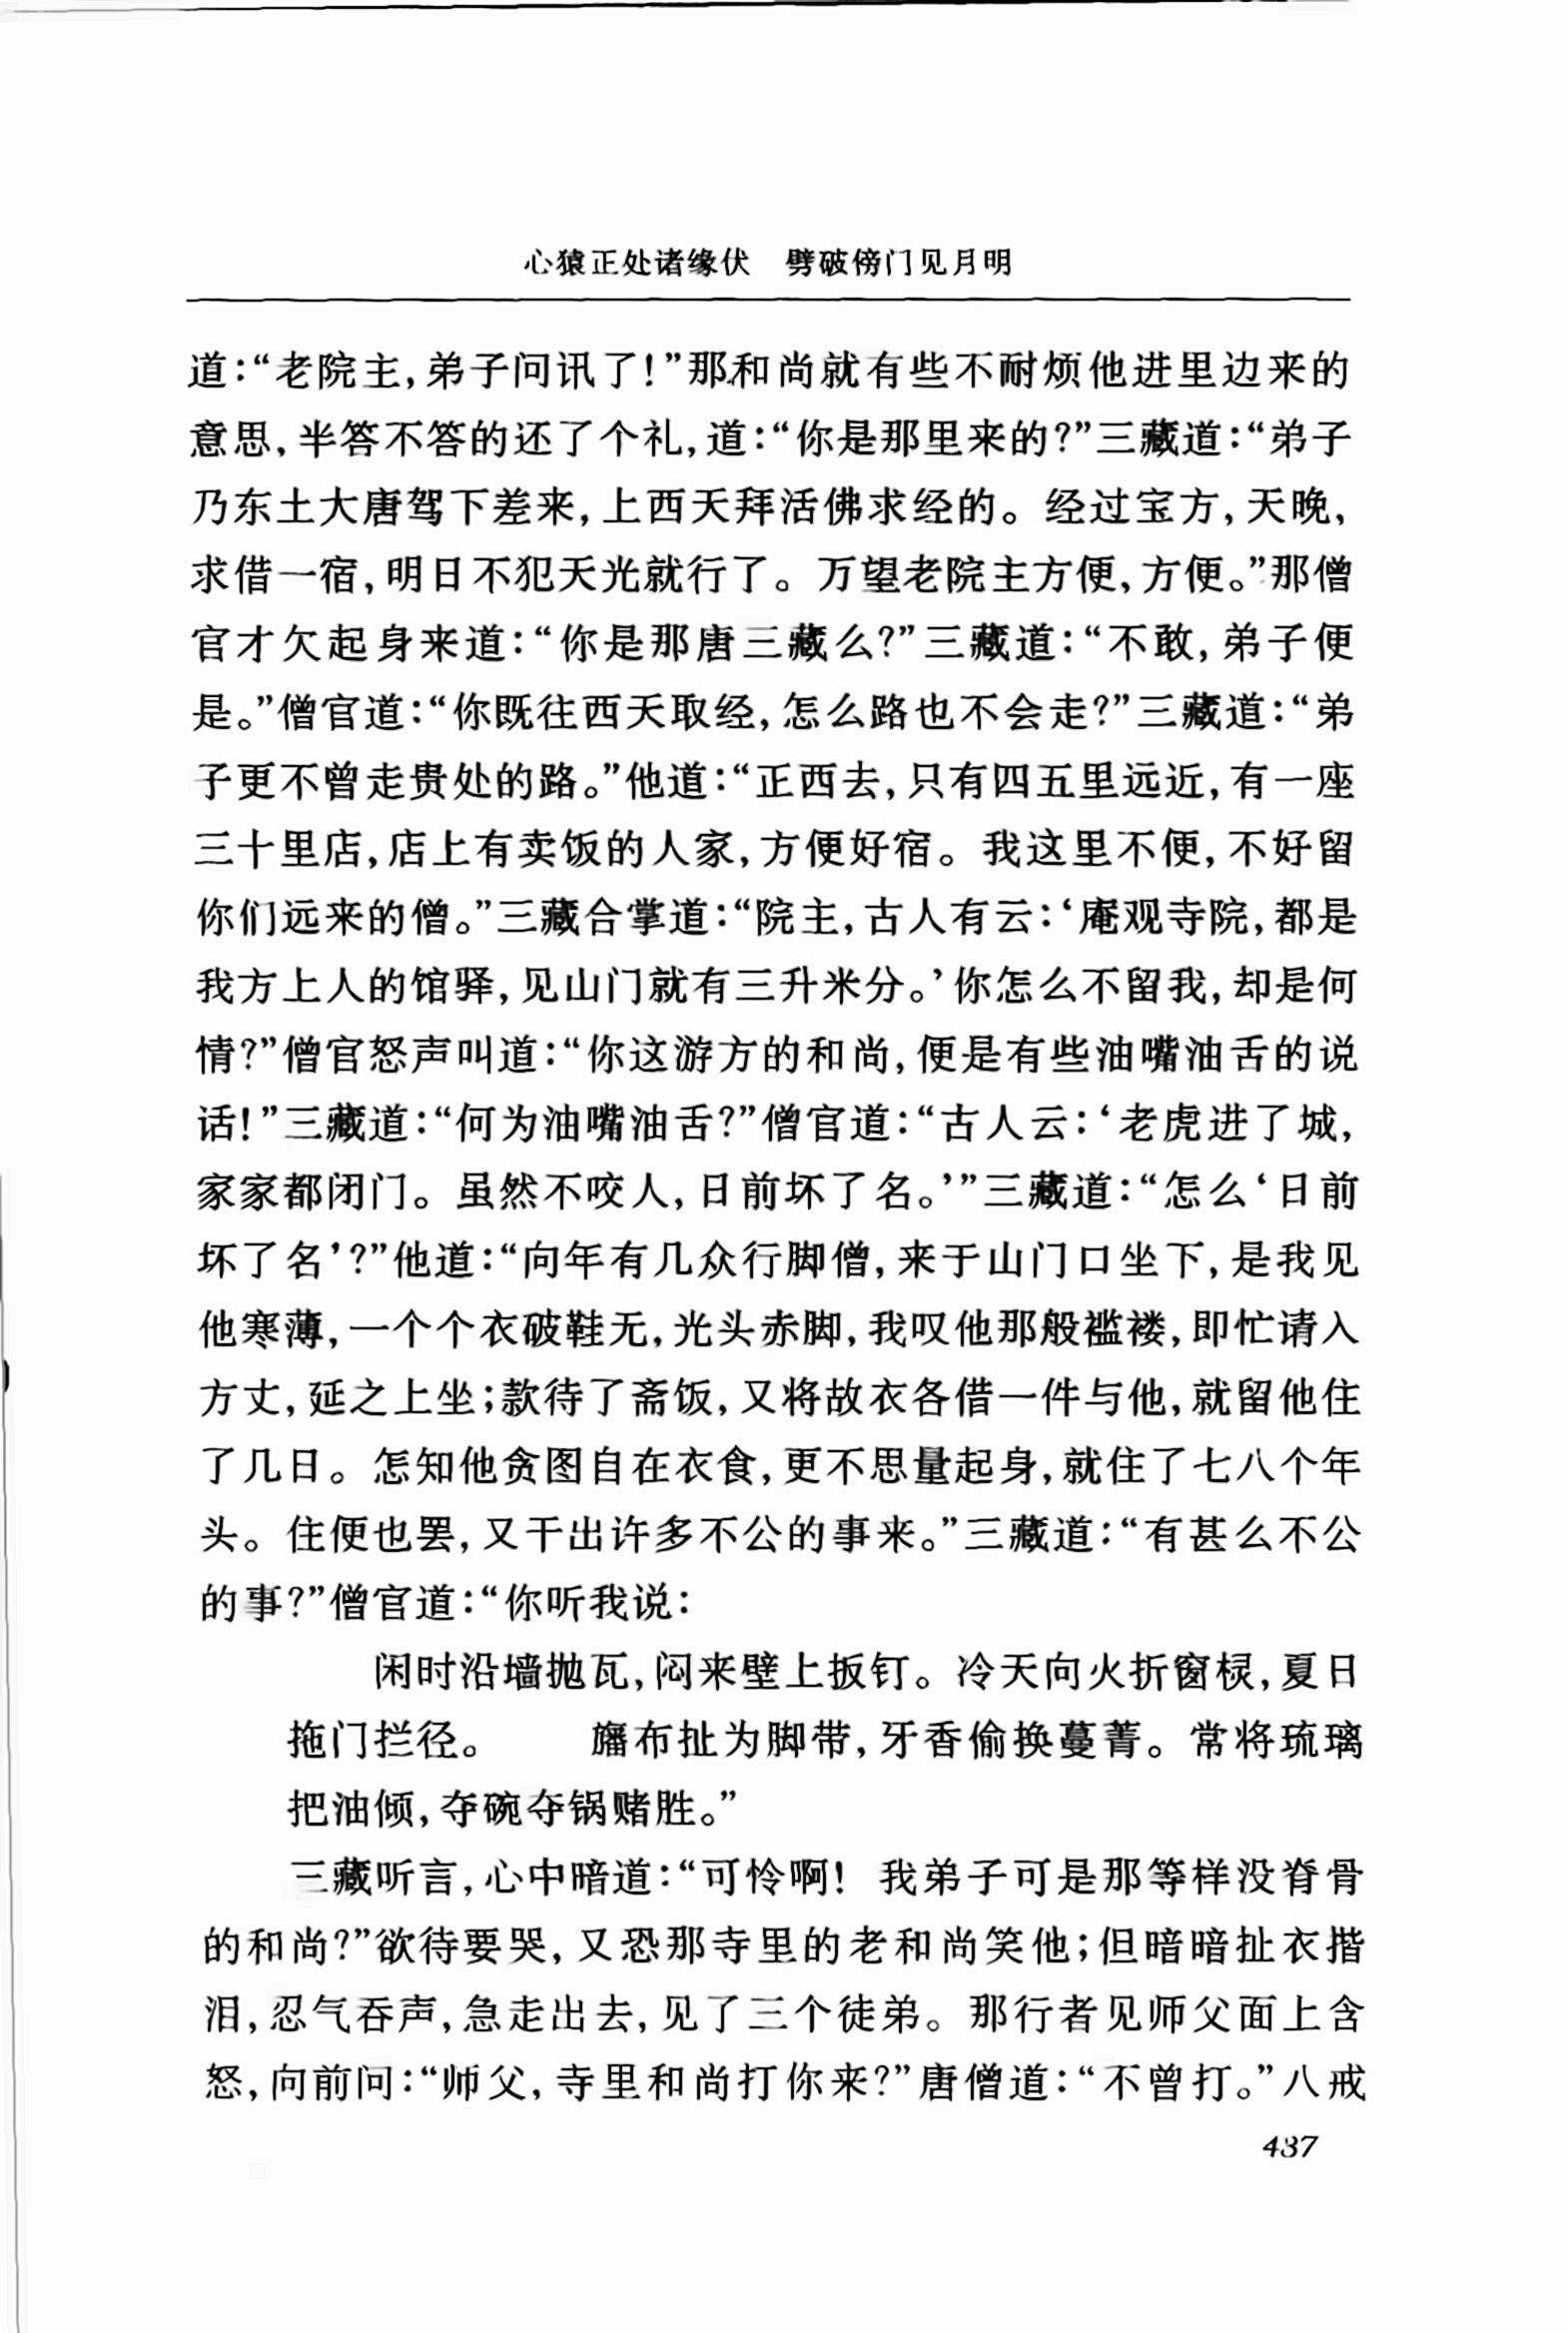 心猿正处诸缘伏　劈破傍门见月明
道：“老院主，弟子问讯了！”那和尚就有些不耐烦他进里边来的
意思，半答不答的还了个礼，道：“你是那里来的？”三藏道：“弟子
乃东土大唐驾下差来，上西天拜活佛求经的。经过宝方，天晚，
求借一宿，明日不犯天光就行了。万望老院主方便，方便。”那僧
官才欠起身来道：“你是那唐三藏么？”三藏道：“不敢，弟子便
是。”僧官道：“你既往西天取经，怎么路也不会走？”三藏道：“弟
子更不曾走贵处的路。”他道：“正西去，只有四五里远近，有一座
三十里店，店上有卖饭的人家，方便好宿。我这里不便，不好留
你们远来的僧。”三藏合掌道：“院主，古人有云：‘庵观寺院，都是
我方上人的馆驿，见山门就有三升米分。’你怎么不留我，却是何
情？”僧官怒声叫道：“你这游方的和尚，便是有些油嘴油舌的说
话！”三藏道：“何为油嘴油舌？”僧官道：“古人云：‘老虎进了城，
家家都闭门。虽然不咬人，日前坏了名。’”三藏道：“怎么‘日前
坏了名’？”他道：“向年有几众行脚僧，来于山门口坐下，是我见
他寒薄，一个个衣破鞋无，光头赤脚，我叹他那般褴褛，即忙请入
方丈，延之上坐；款待了斋饭，又将故衣各借一件与他，就留他住
了几日。怎知他贪图自在衣食，更不思量起身，就住了七八个年
头。住便也罢，又干出许多不公的事来。”三藏道：“有甚么不公
的事？”僧官道：“你听我说：
闲时沿墙抛瓦，闷来壁上扳钉。冷天向火折窗棂，夏日
拖门拦径。　　旛布扯为脚带，牙香偷换蔓菁。常将琉璃
把油倾，夺碗夺锅赌胜。”
三藏听言，心中暗道：“可怜啊！我弟子可是那等样没脊骨
的和尚？”欲待要哭，又恐那寺里的老和尚笑他；但暗暗扯衣揩
泪，忍气吞声，急走出去，见了三个徒弟。那行者见师父面上含
怒，向前问：“师父，寺里和尚打你来？”唐僧道：“不曾打。”八戒
437